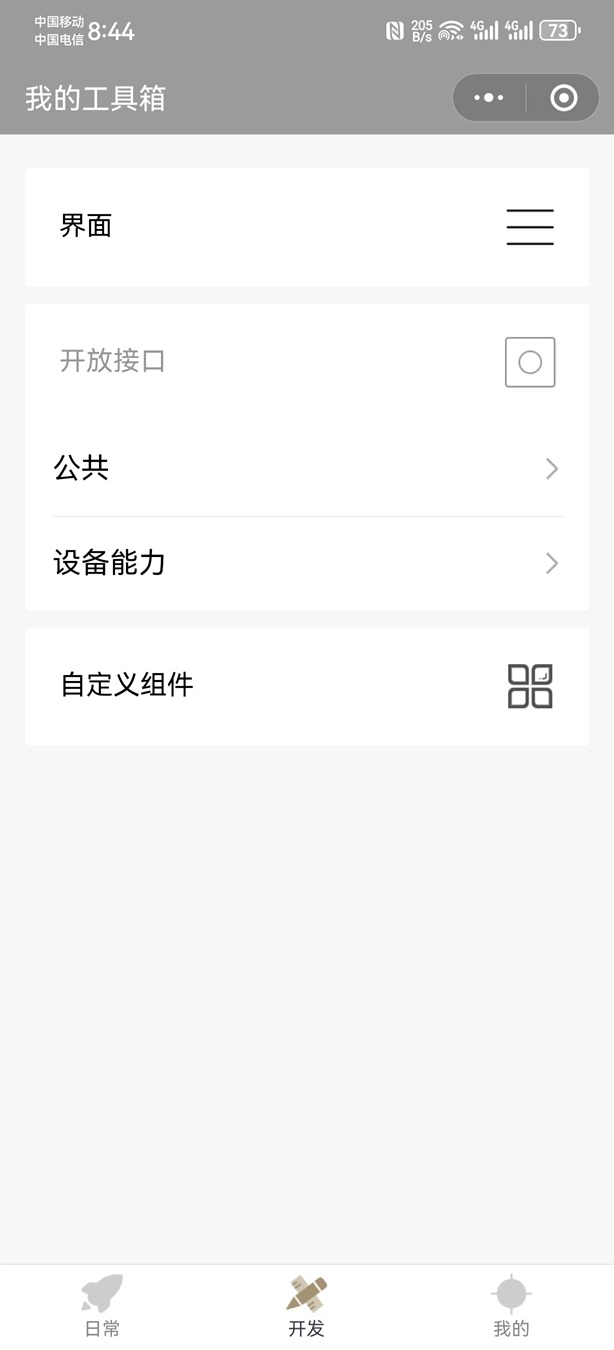 中国移动
中国电信
8:44
205
B/s
4G
4G
73
我的工具箱
界面
开放接口
公共
设备能力
自定义组件
日常
开发
我的